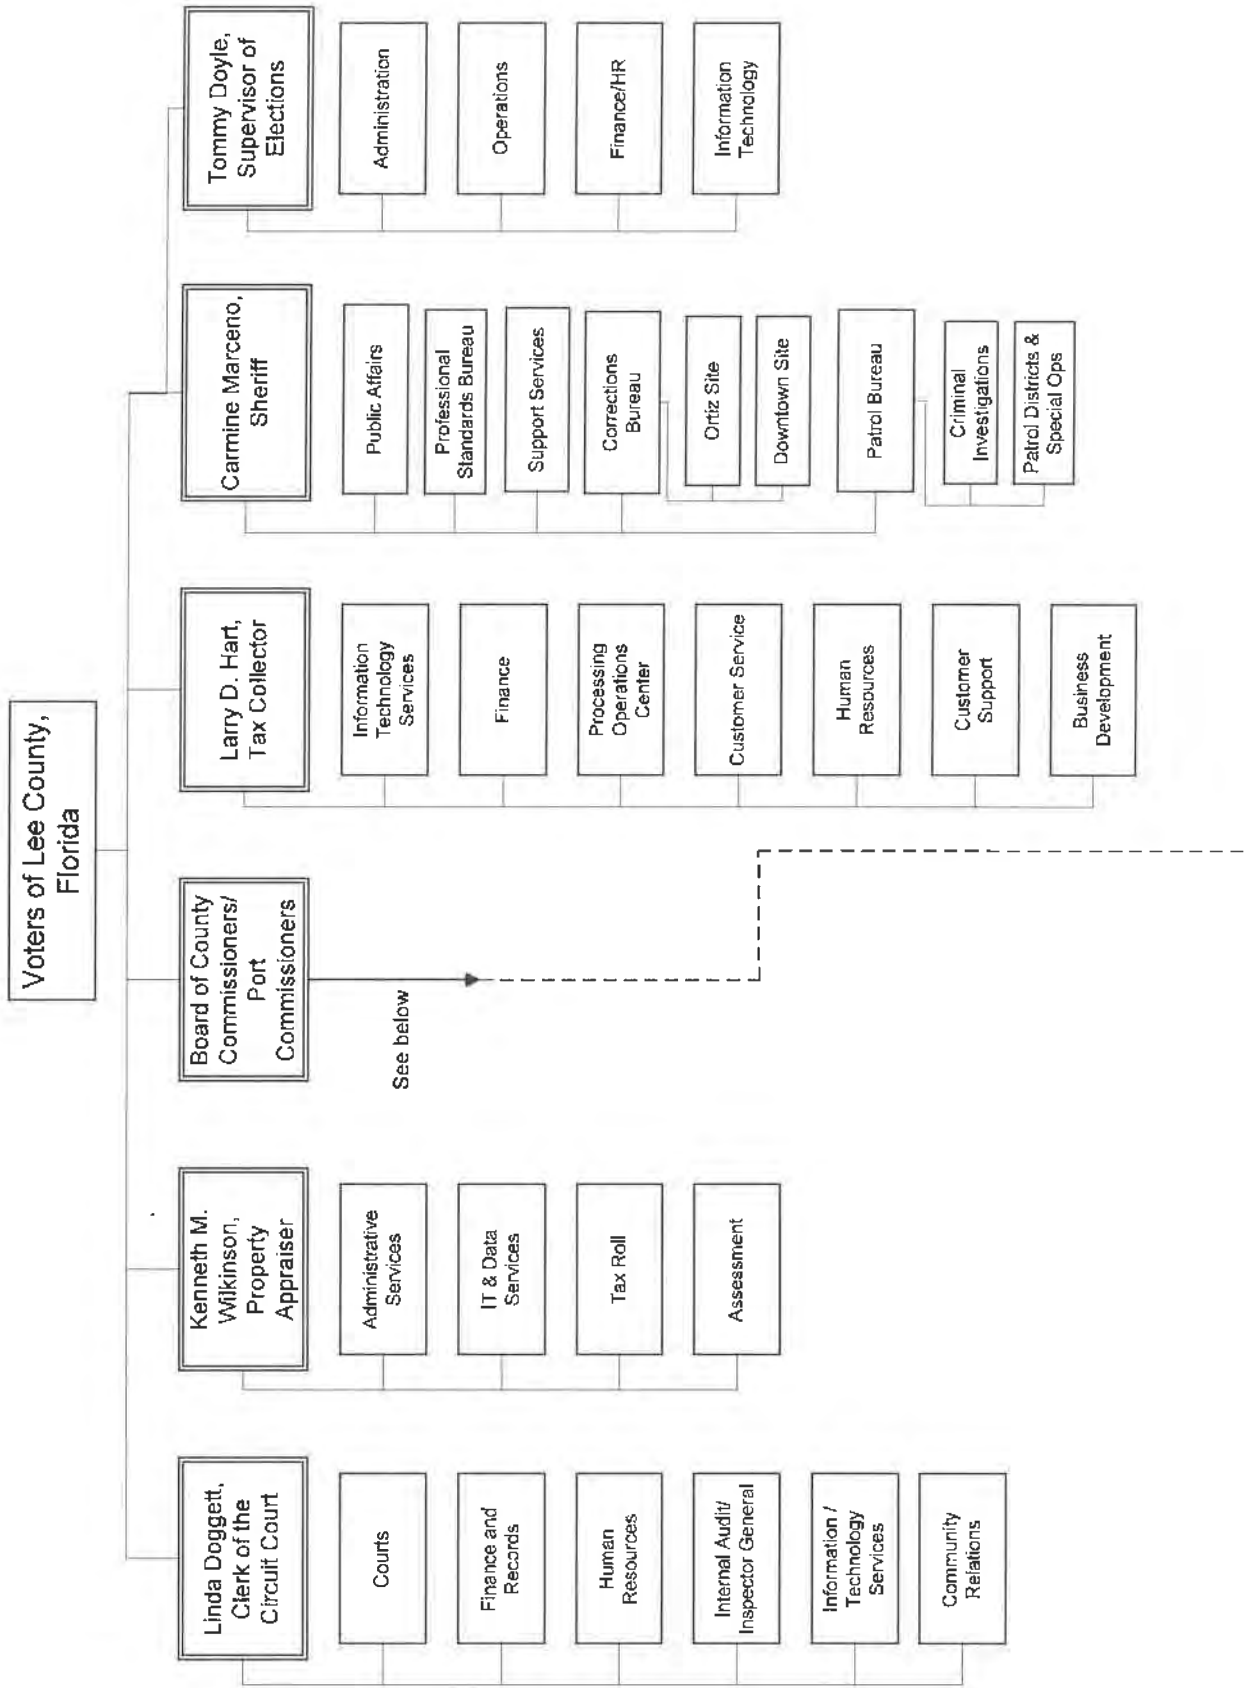 Voters of Lee County,
Florida
Linda Doggett,
Clerk of the
Circuit Court
Courts
Finance and
Records
Human
Resources
Internal Audit/
Inspector General
Information /
Technology
Services
Community
Relations
Kenneth M.
Wilkinson,
Property
Appraiser
Administrative
Services
IT & Data
Services
Tax Roll
Assessment
Board of County
Commissioners/
Port
Commissioners
See below
Larry D. Hart,
Tax Collector
Information
Technology
Services
Finance
Processing
Operations
Center
Customer Service
Human
Resources
Customer
Support
Business
Development
Carmine Marceno,
Sheriff
Public Affairs
Professional
Standards Bureau
Support Services
Corrections
Bureau
Ortiz Site
Downtown Site
Patrol Bureau
Criminal
Investigations
Patrol Districts &
Special Ops
Tommy Doyle,
Supervisor of
Elections
Administration
Operations
Finance/HR
Information
Technology